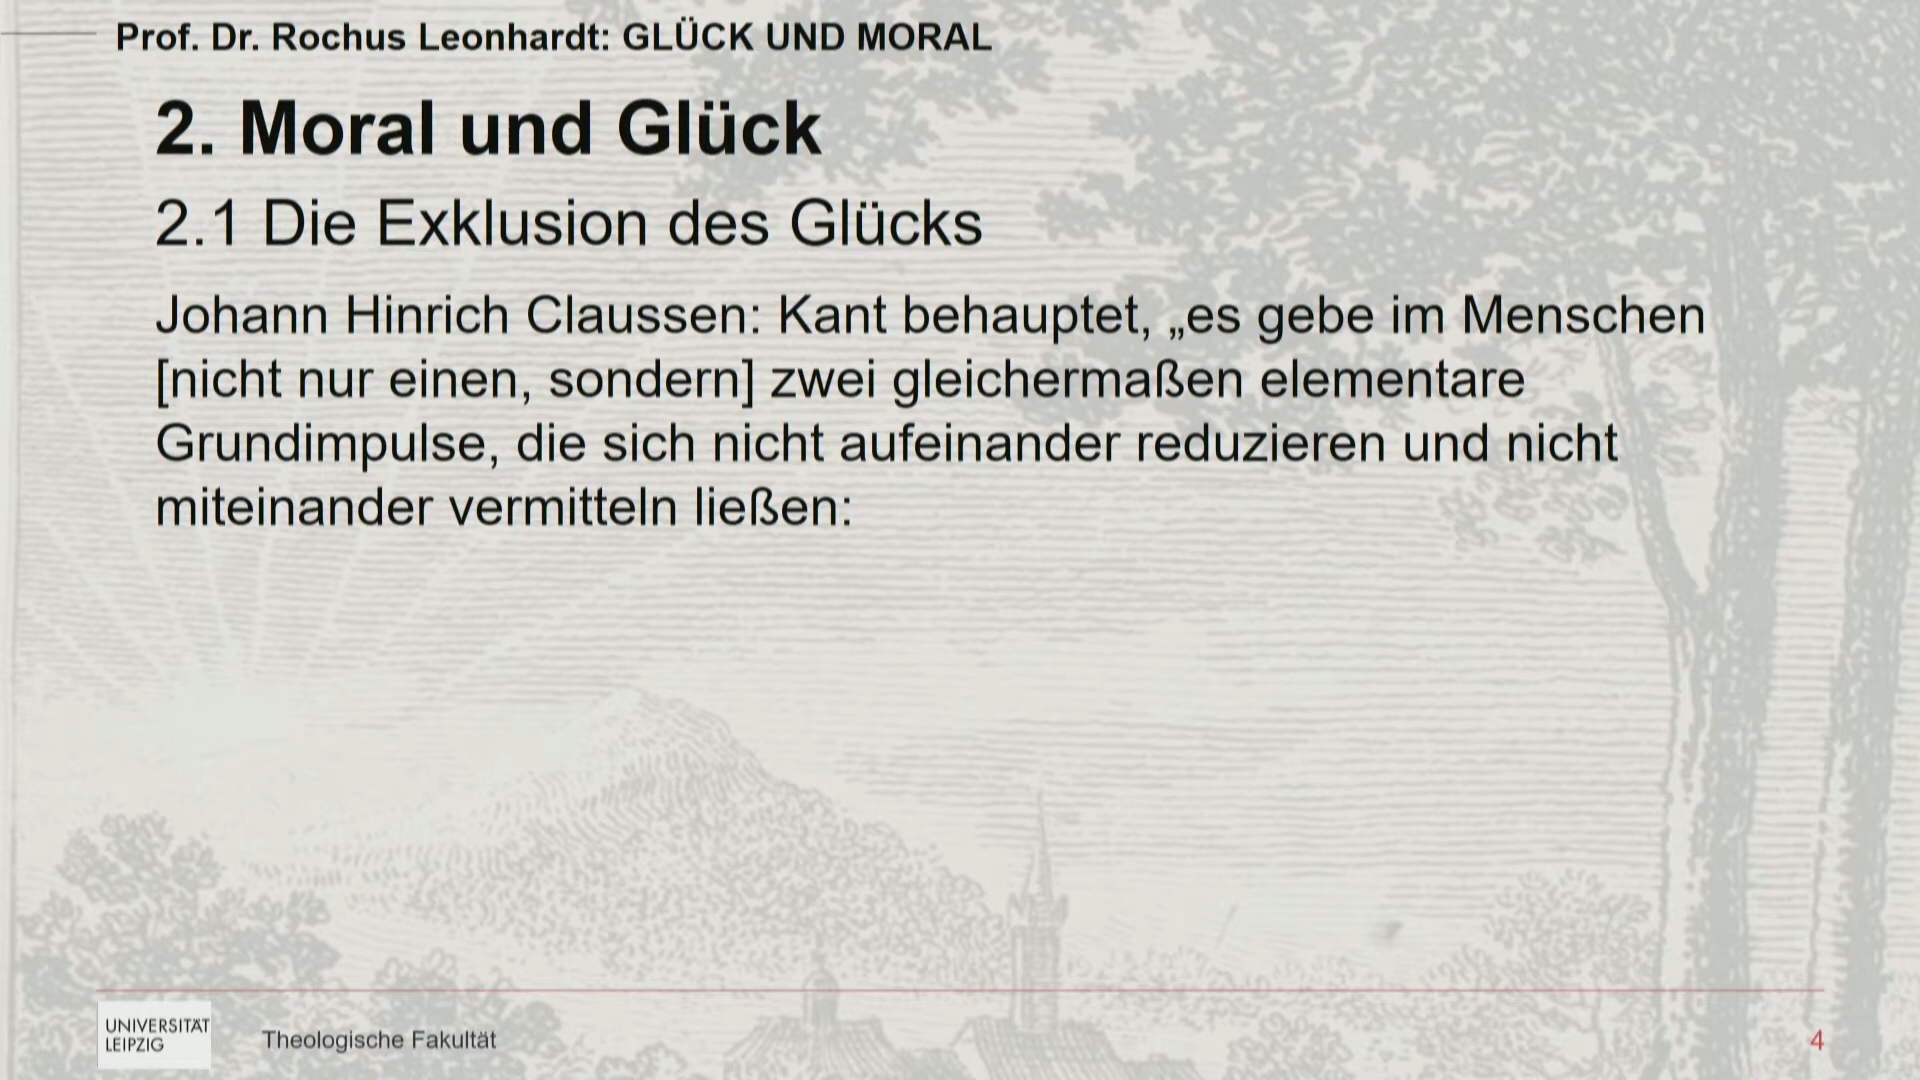 Prof. Dr. Rochus Leonhardt: GLÜCK UND MORAL
2. Moral und Glück
2.1 Die Exklusion des Glücks
Johann Hinrich Claussen: Kant behauptet, „es gebe im Menschen
[nicht nur einen, sondern] zwei gleichermaßen elementare
Grundimpulse, die sich nicht aufeinander reduzieren und nicht
miteinander vermitteln ließen:
UNIVERSITÄT
LEIPZIG
Theologische Fakultät
4